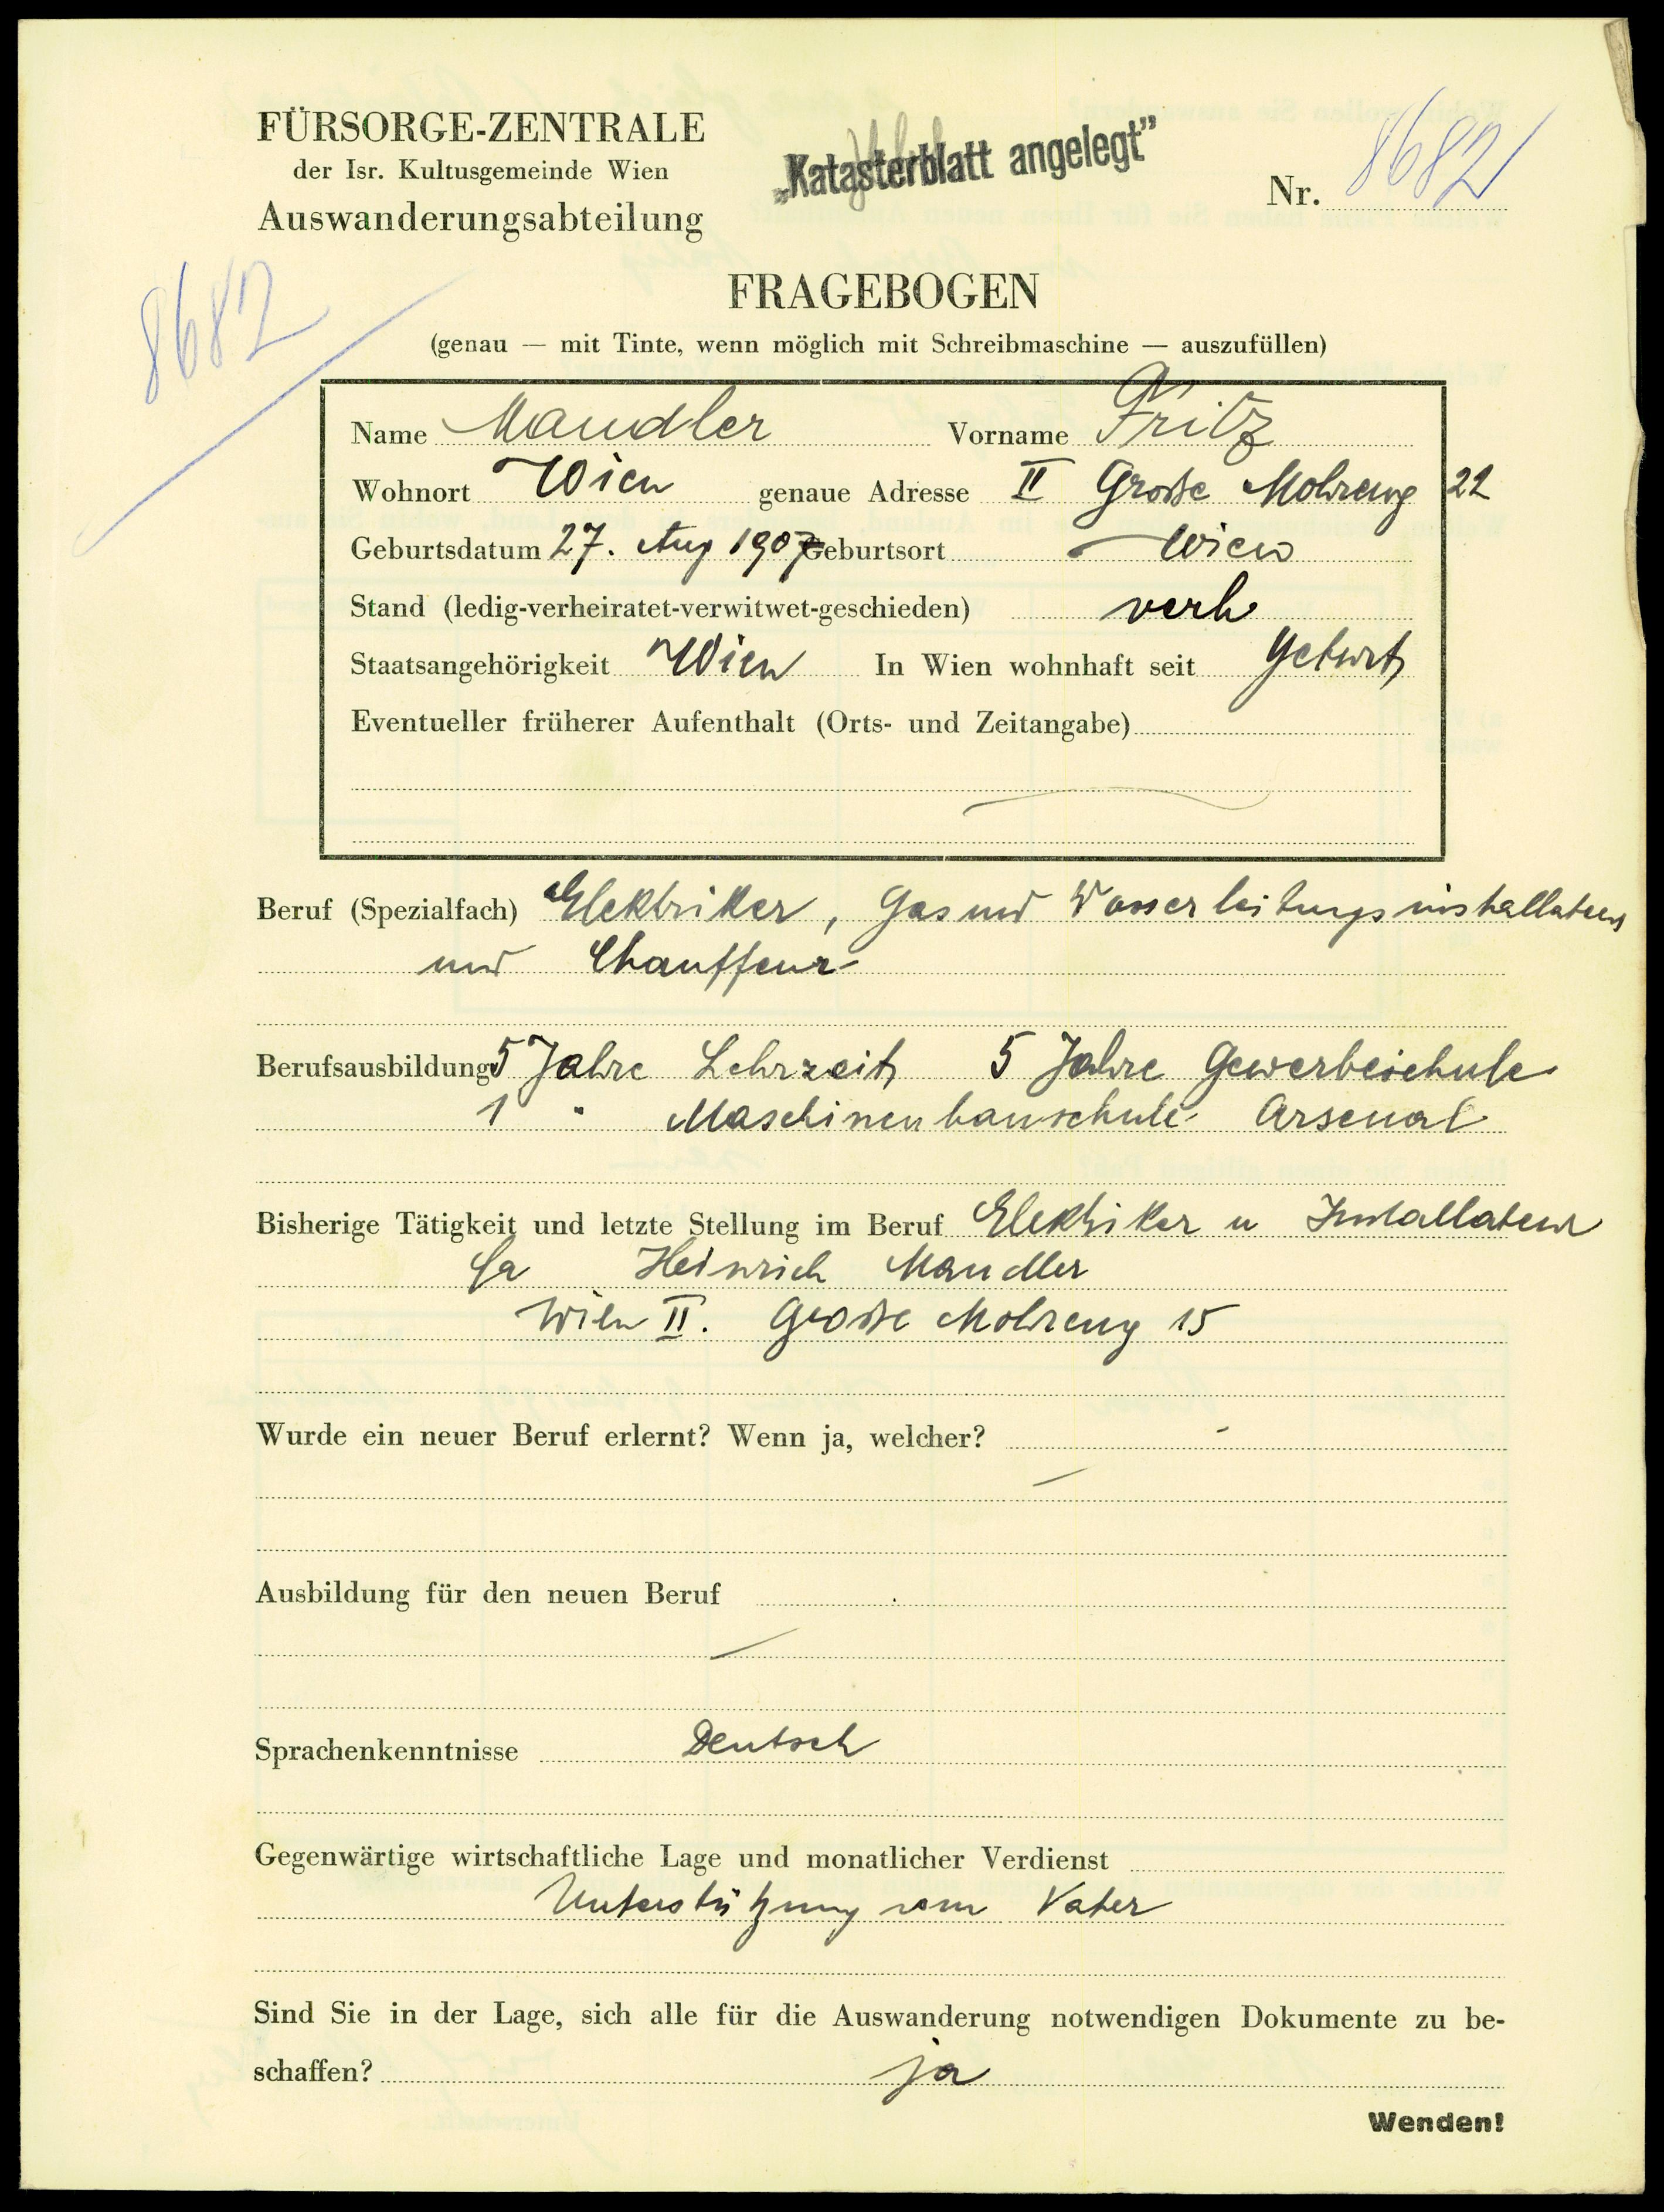 FÜRSORGE-ZENTRALE
der Isr. Kultusgemeinde Wien
Auswanderungsabteilung
„Katasterblatt angelegt”
Nr. 8682
8682
FRAGEBOGEN
(genau — mit Tinte, wenn möglich mit Schreibmaschine — auszufüllen)
Name Mandler Vorname Fritz
Wohnort Wien genaue Adresse II Große Mohreng 22
Geburtsdatum 27. Aug 1907 Geburtsort Wien
Stand (ledig-verheiratet-verwitwet-geschieden) verh
Staatsangehörigkeit Wien In Wien wohnhaft seit Geburt
Eventueller früherer Aufenthalt (Orts- und Zeitangabe)
Beruf (Spezialfach) Elektriker, Gas und Wasserleitungsinstallateur
und Chauffeur
Berufsausbildung 5 Jahre Lehrzeit 5 Jahre Gewerbeschule
1 " Maschinenbauschule Arsenal
Bisherige Tätigkeit und letzte Stellung im Beruf Elektriker u Installateur
Fa Heinrich Mandler
Wien II. Große Mohreng 15
Wurde ein neuer Beruf erlernt? Wenn ja, welcher? -
Ausbildung für den neuen Beruf
Sprachenkenntnisse Deutsch
Gegenwärtige wirtschaftliche Lage und monatlicher Verdienst
Unterstützung vom Vater
Sind Sie in der Lage, sich alle für die Auswanderung notwendigen Dokumente zu be-
schaffen? ja
Wenden!